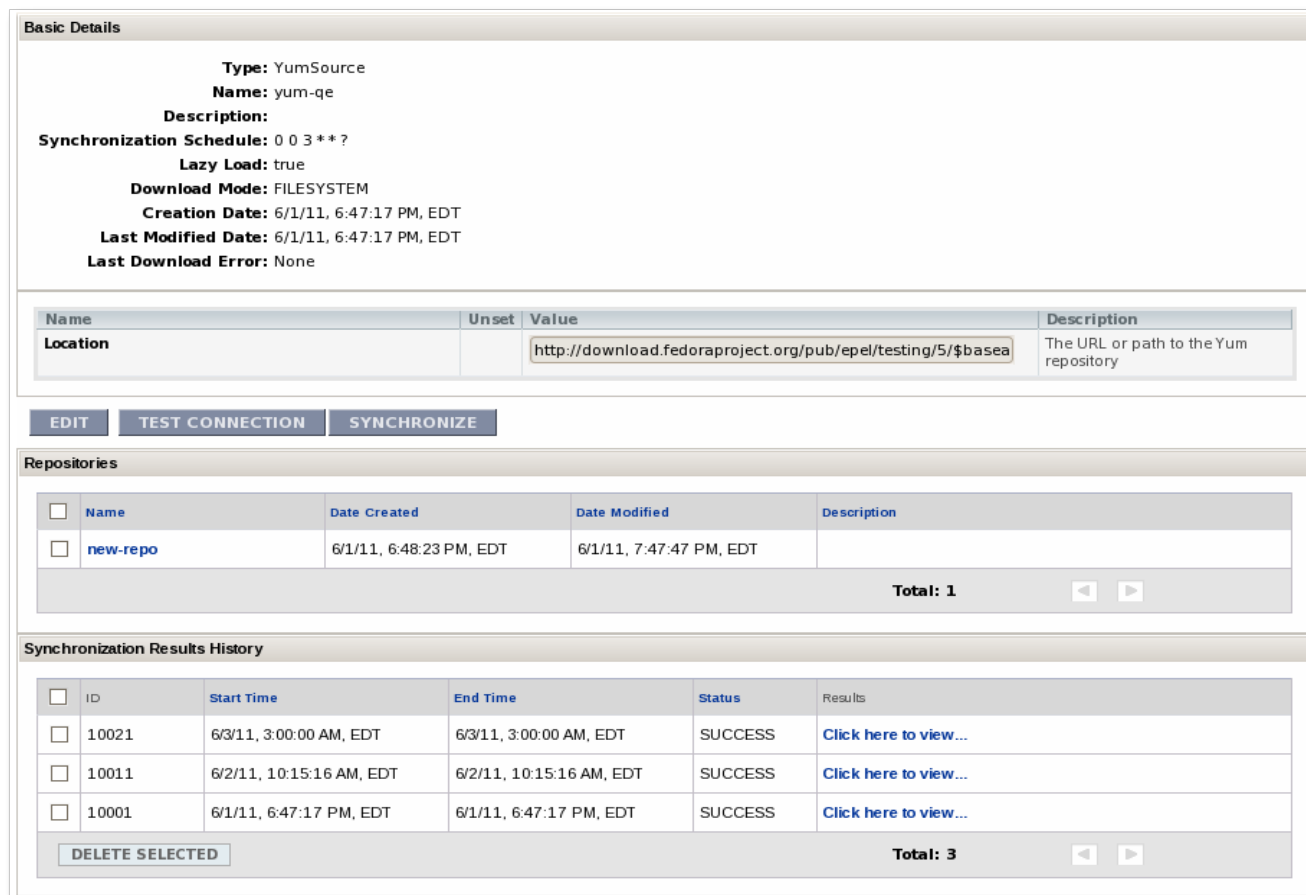 Basic Details
Type: YumSource
Name: yum-qe
Description:
Synchronization Schedule: 0 0 3 * * ?
Lazy Load: true
Download Mode: FILESYSTEM
Creation Date: 6/1/11, 6:47:17 PM, EDT
Last Modified Date: 6/1/11, 6:47:17 PM, EDT
Last Download Error: None
Name Unset Value Description
Location http://download.fedoraproject.org/pub/epel/testing/5/$basea The URL or path to the Yum
repository
EDIT TEST CONNECTION SYNCHRONIZE
Repositories
Name Date Created Date Modified Description
new-repo 6/1/11, 6:48:23 PM, EDT 6/1/11, 7:47:47 PM, EDT
Total: 1
Synchronization Results History
ID Start Time End Time Status Results
10021 6/3/11, 3:00:00 AM, EDT 6/3/11, 3:00:00 AM, EDT SUCCESS Click here to view...
10011 6/2/11, 10:15:16 AM, EDT 6/2/11, 10:15:16 AM, EDT SUCCESS Click here to view...
10001 6/1/11, 6:47:17 PM, EDT 6/1/11, 6:47:17 PM, EDT SUCCESS Click here to view...
DELETE SELECTED Total: 3